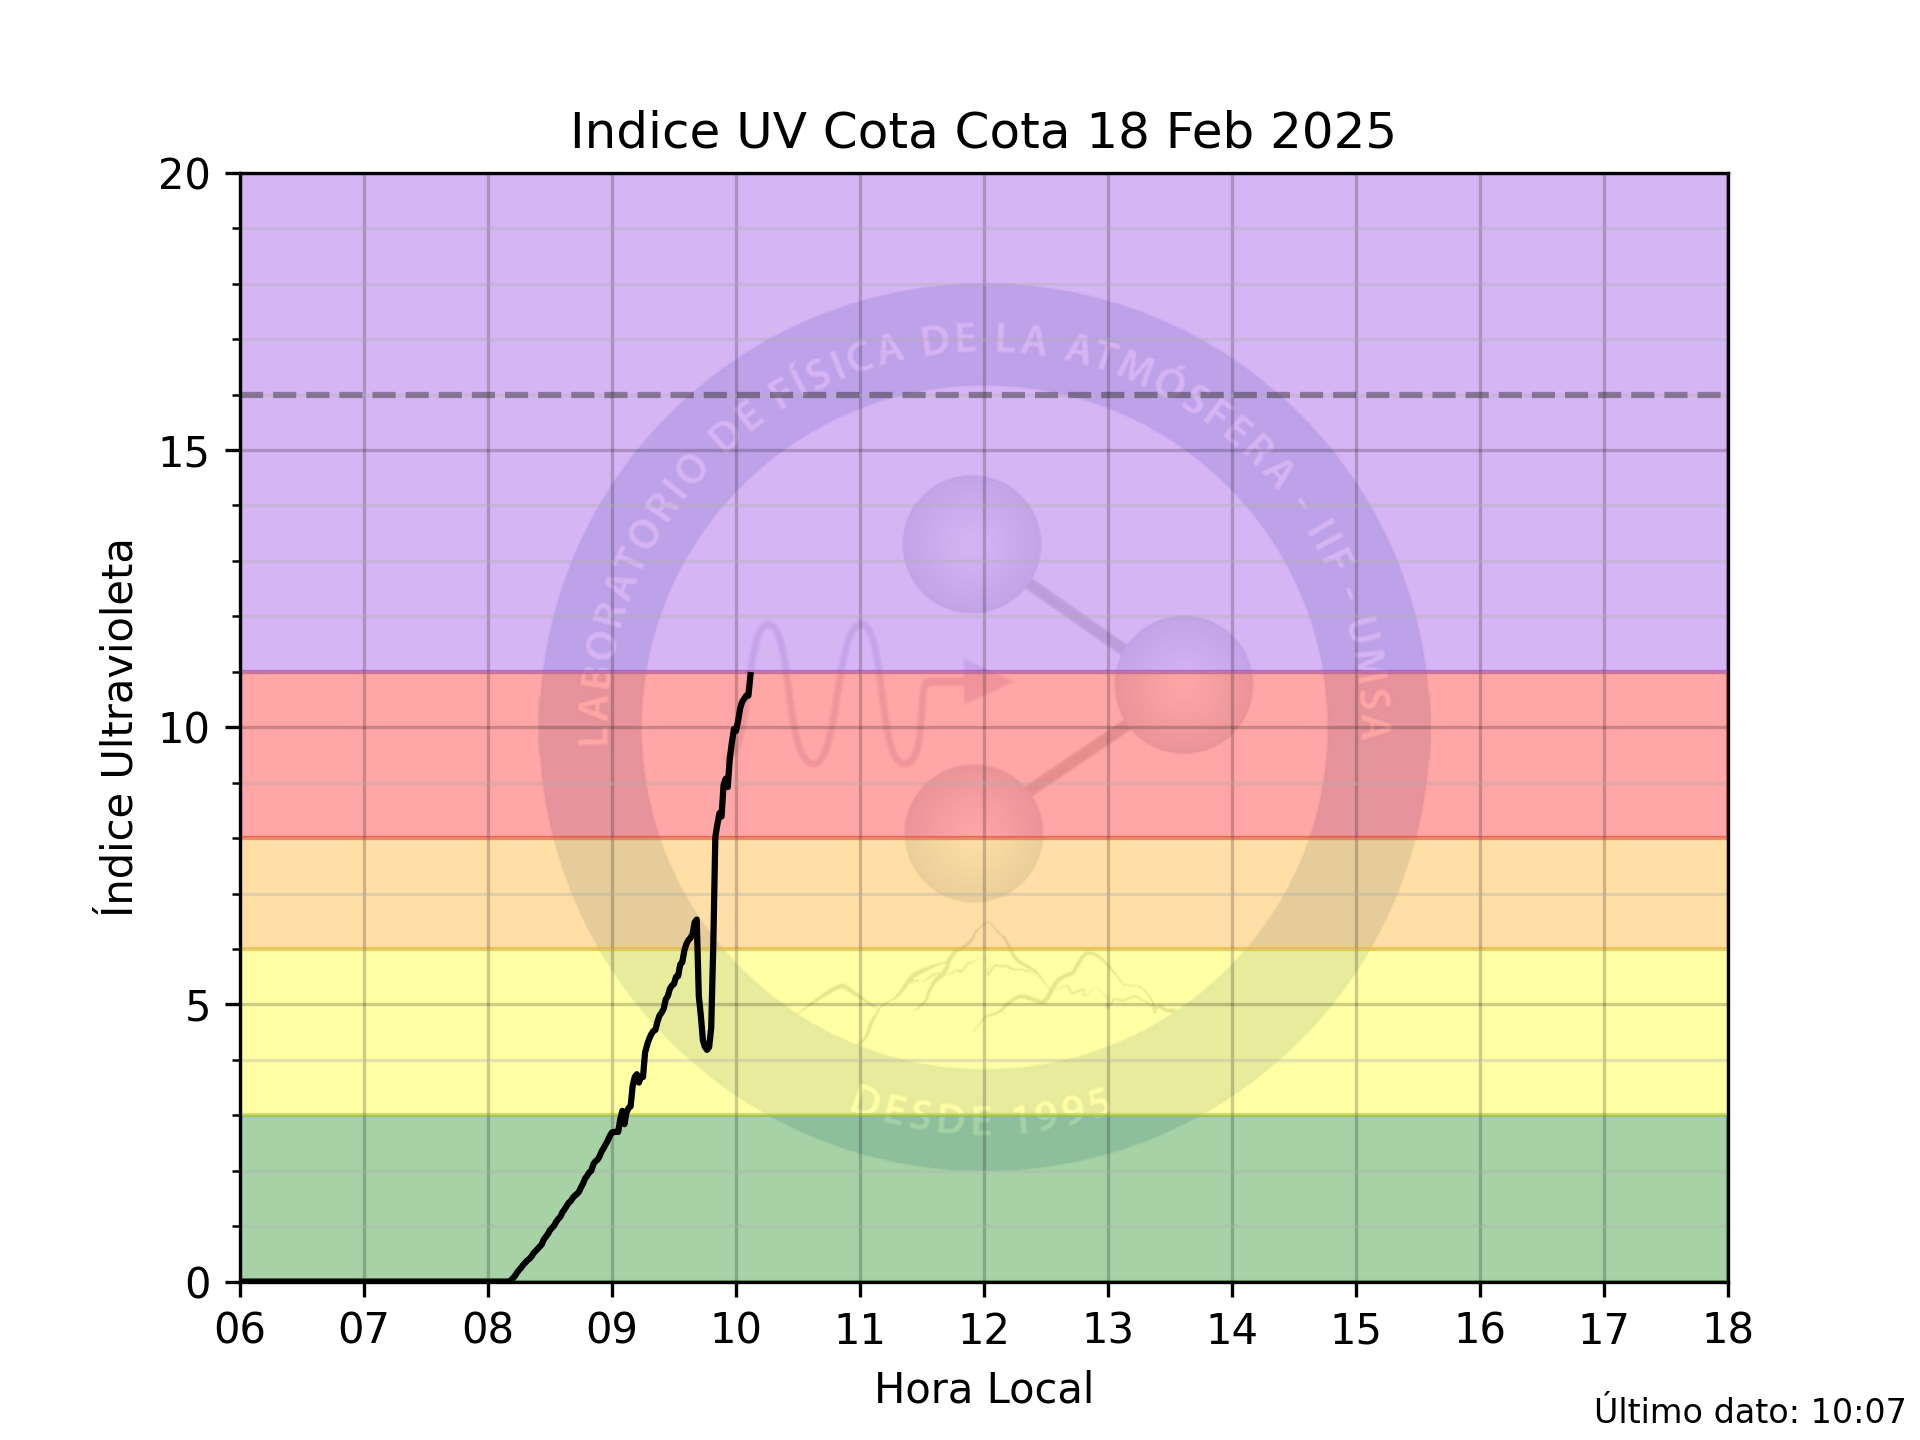 Indice UV Cota Cota 18 Feb 2025
20
15
10
5
0
Índice Ultravioleta
LABORATORIO DE FÍSICA DE LA ATMÓSFERA - IIF - UMSA
DESDE 1995
06 07 08 09 10 11 12 13 14 15 16 17 18
Hora Local
Último dato: 10:07